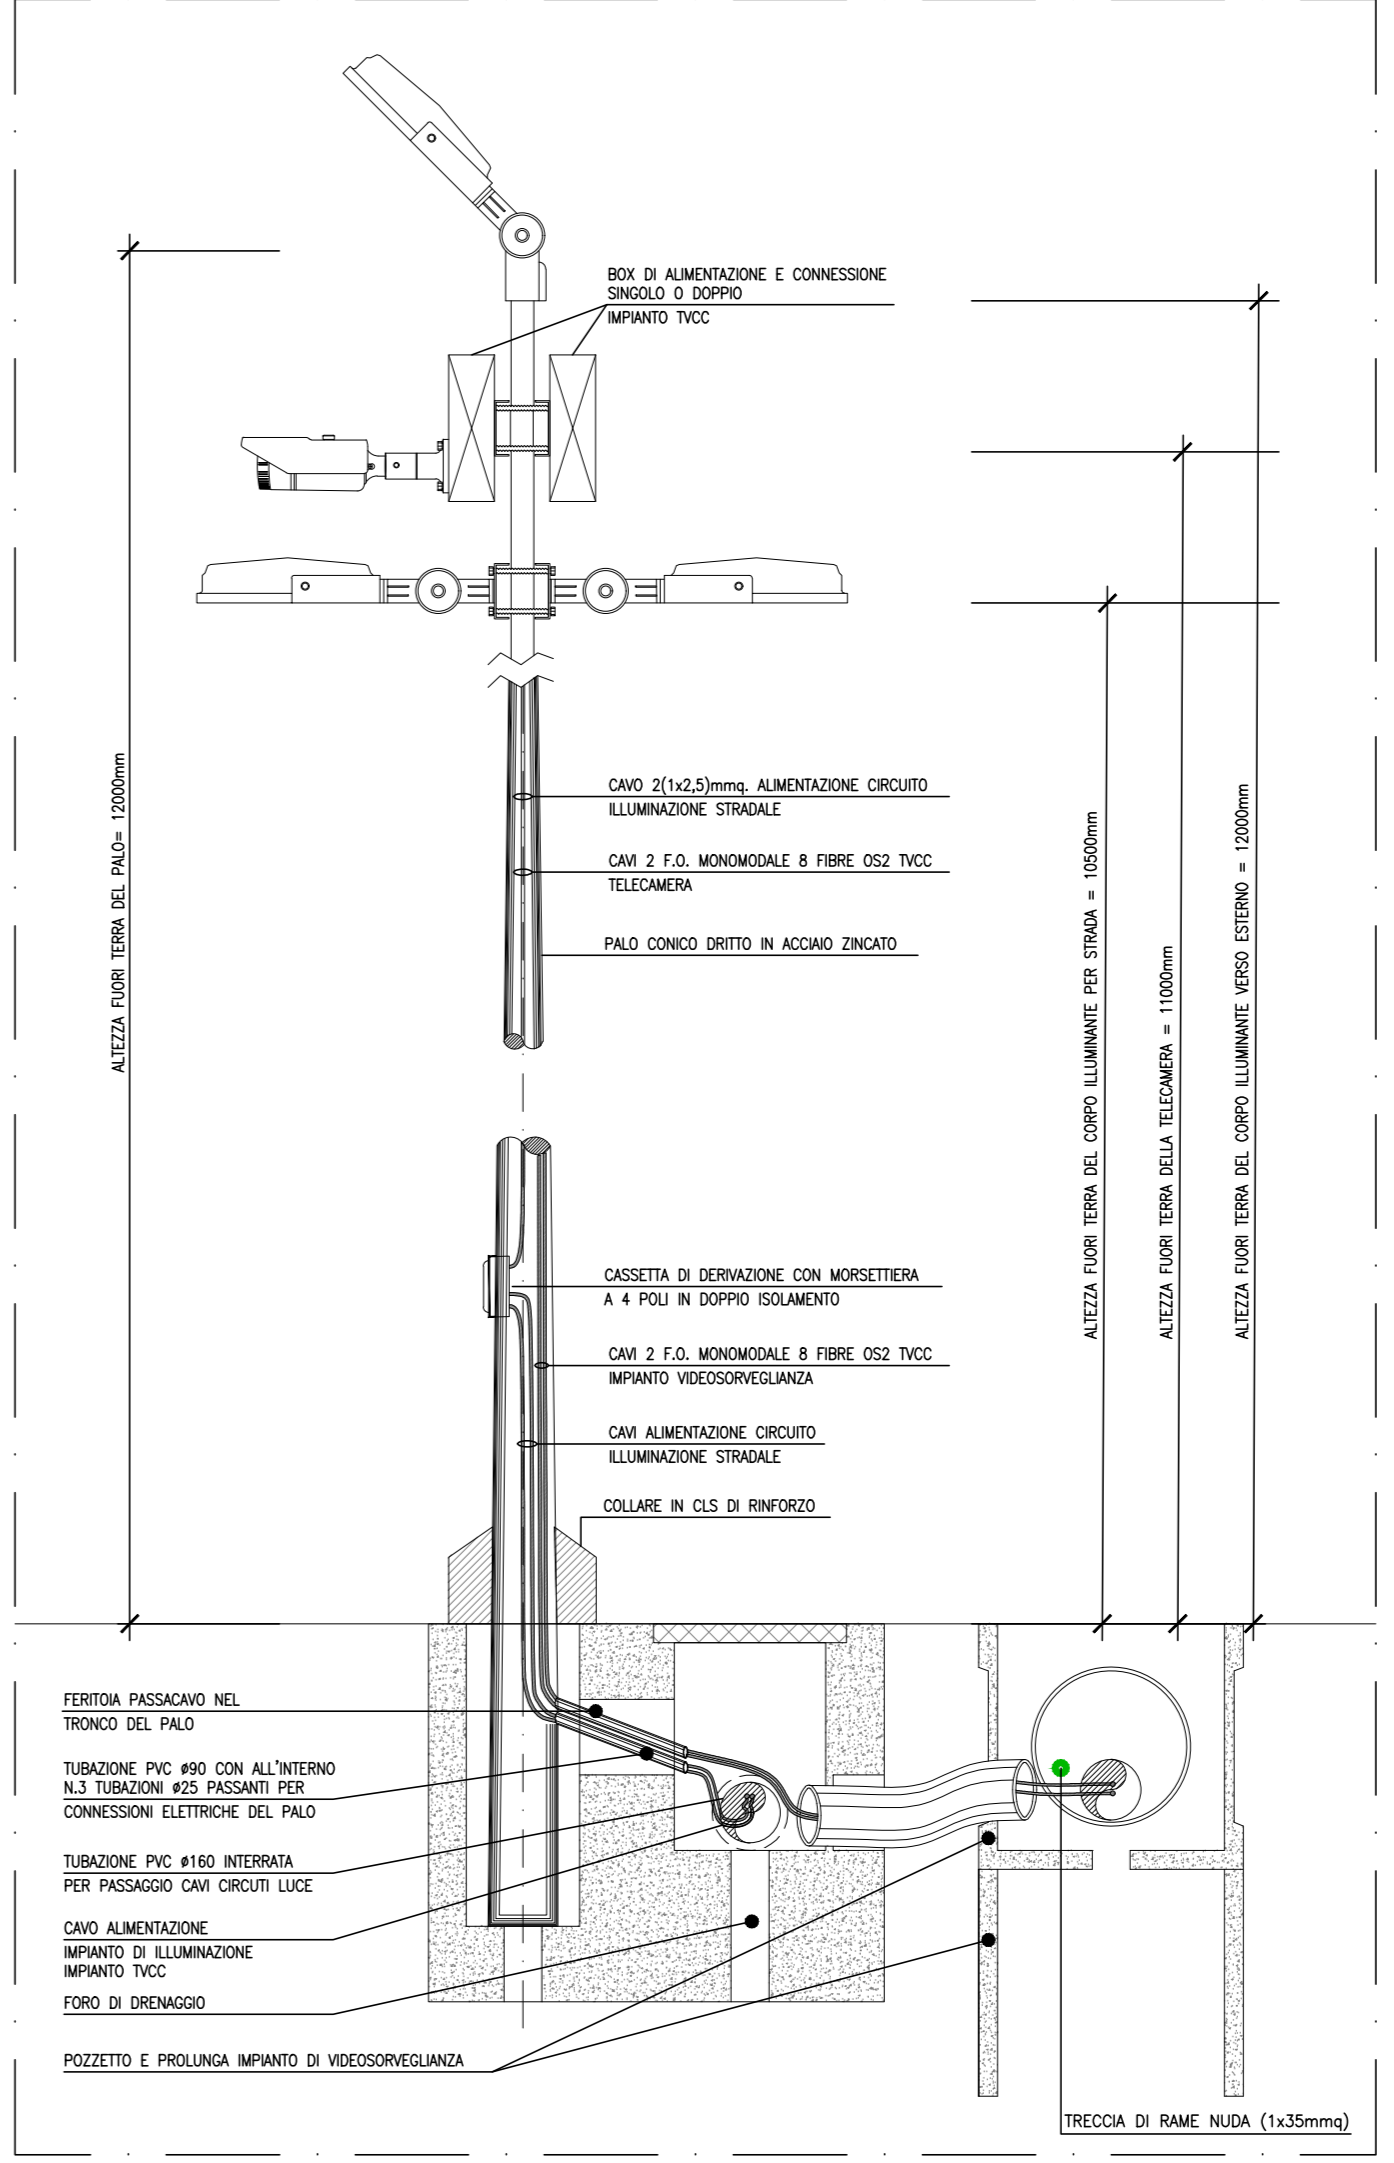 BOX DI ALIMENTAZIONE E CONNESSIONE
SINGOLO O DOPPIO
IMPIANTO TVCC
CAVO 2(1x2,5)mmq. ALIMENTAZIONE CIRCUITO
ILLUMINAZIONE STRADALE
CAVI 2 F.O. MONOMODALE 8 FIBRE OS2 TVCC
TELECAMERA
PALO CONICO DRITTO IN ACCIAIO ZINCATO
ALTEZZA FUORI TERRA DEL PALO= 12000mm
ALTEZZA FUORI TERRA DEL CORPO ILLUMINANTE PER STRADA = 10500mm
ALTEZZA FUORI TERRA DELLA TELECAMERA = 11000mm
ALTEZZA FUORI TERRA DEL CORPO ILLUMINANTE VERSO ESTERNO = 12000mm
CASSETTA DI DERIVAZIONE CON MORSETTIERA
A 4 POLI IN DOPPIO ISOLAMENTO
CAVI 2 F.O. MONOMODALE 8 FIBRE OS2 TVCC
IMPIANTO VIDEOSORVEGLIANZA
CAVI ALIMENTAZIONE CIRCUITO
ILLUMINAZIONE STRADALE
COLLARE IN CLS DI RINFORZO
FERITOIA PASSACAVO NEL
TRONCO DEL PALO
TUBAZIONE PVC ø90 CON ALL'INTERNO
N.3 TUBAZIONI ø25 PASSANTI PER
CONNESSIONI ELETTRICHE DEL PALO
TUBAZIONE PVC ø160 INTERRATA
PER PASSAGGIO CAVI CIRCUTI LUCE
CAVO ALIMENTAZIONE
IMPIANTO DI ILLUMINAZIONE
IMPIANTO TVCC
FORO DI DRENAGGIO
POZZETTO E PROLUNGA IMPIANTO DI VIDEOSORVEGLIANZA
TRECCIA DI RAME NUDA (1x35mmq)